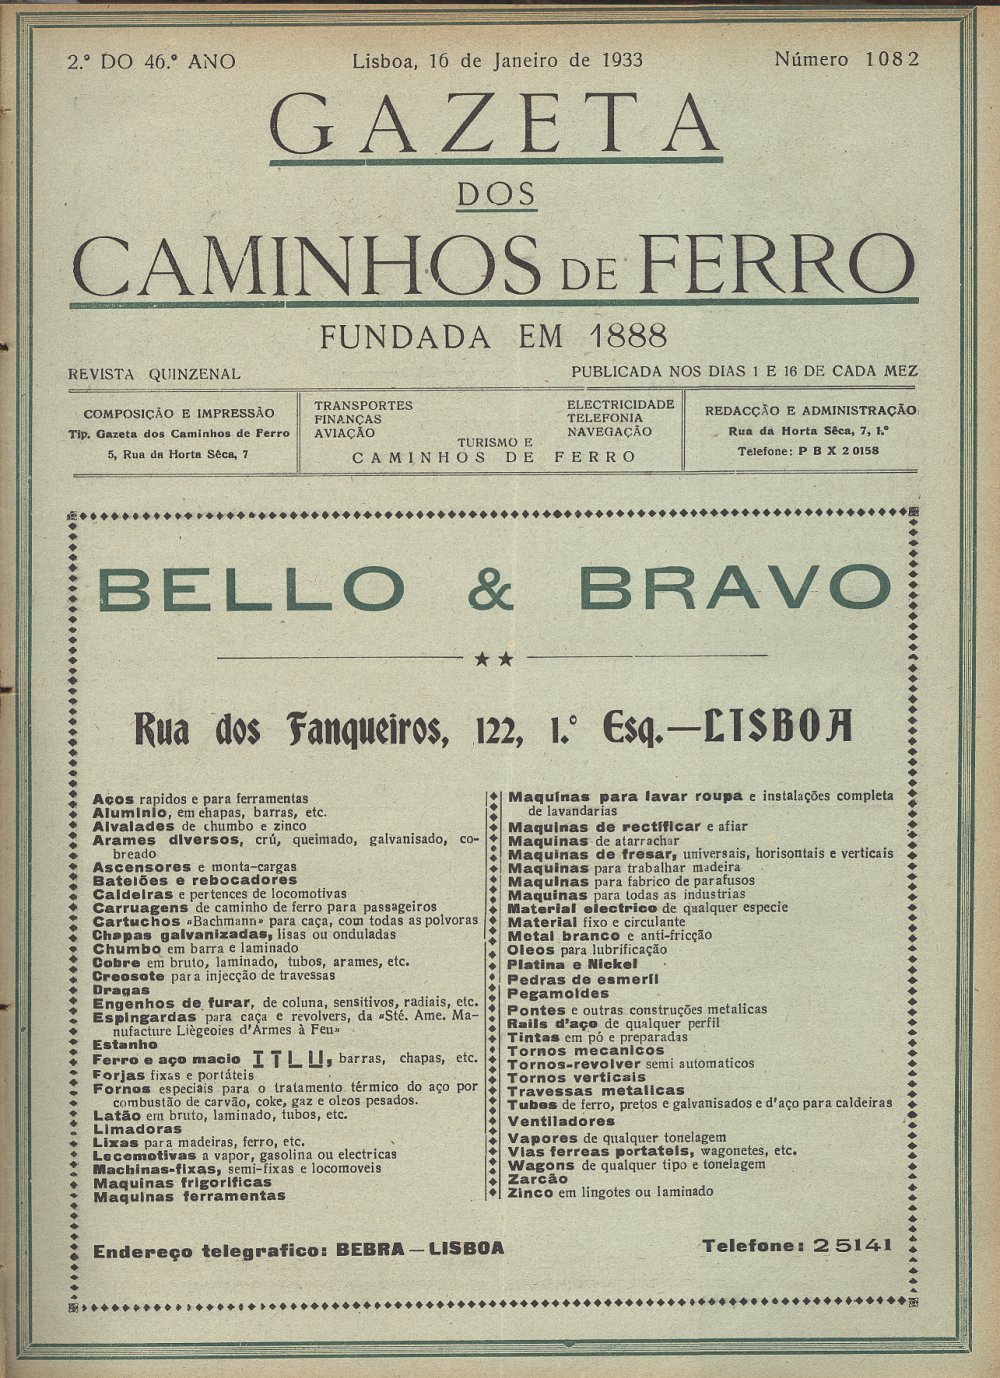 2.º DO 46.º ANO
Lisboa, 16 de Janeiro de 1933
Número 1082
GAZETA
DOS
CAMINHOS DE FERRO
FUNDADA EM 1888
REVISTA QUINZENAL
PUBLICADA NOS DIAS 1 E 16 DE CADA MEZ
COMPOSIÇÃO E IMPRESSÃO
Tip. Gazeta dos Caminhos de Ferro
5, Rua da Horta Sêca, 7
TRANSPORTES
FINANÇAS
AVIAÇÃO
ELECTRICIDADE
TELEFONIA
NAVEGAÇÃO
TURISMO E
CAMINHOS DE FERRO
REDACÇÃO E ADMINISTRAÇÃO
Rua da Horta Sêca, 7, 1.º
Telefone: P B X 2 0158
BELLO & BRAVO
Rua dos Fanqueiros, 122, 1.º Esq.—LISBOA
Aços rapidos e para ferramentas
Aluminio, em chapas, barras, etc.
Alvaiades de chumbo e zinco
Arames diversos, crú, queimado, galvanisado, co-
breado
Ascensores e monta-cargas
Batelões e rebocadores
Caldeiras e pertences de locomotivas
Carruagens de caminho de ferro para passageiros
Cartuchos «Bachmann» para caça, com todas as polvoras
Chapas galvanizadas, lisas ou onduladas
Chumbo em barra e laminado
Cobre em bruto, laminado, tubos, arames, etc.
Creosote para injecção de travessas
Dragas
Engenhos de furar, de coluna, sensitivos, radiais, etc.
Espingardas para caça e revolvers, da «Sté. Ame. Ma-
nufacture Liègeoies d'Armes à Feu»
Estanho
Ferro e aço macio ITLU, barras, chapas, etc.
Forjas fixas e portáteis
Fornos especiais para o tratamento térmico do aço por
combustão de carvão, coke, gaz e oleos pesados.
Latão em bruto, laminado, tubos, etc.
Limadoras
Lixas para madeiras, ferro, etc.
Locomotivas a vapor, gasolina ou electricas
Machinas-fixas, semi-fixas e locomoveis
Maquinas frigorificas
Maquinas ferramentas
Maquinas para lavar roupa e instalações completa
de lavandarias
Maquinas de rectificar e afiar
Maquinas de atarrachar
Maquinas de fresar, universais, horisontais e verticais
Maquinas para trabalhar madeira
Maquinas para fabrico de parafusos
Maquinas para todas as industrias
Material electrico de qualquer especie
Material fixo e circulante
Metal branco e anti-fricção
Oleos para lubrificação
Platina e Nickel
Pedras de esmeril
Pegamoides
Pontes e outras construções metalicas
Rails d'aço de qualquer perfil
Tintas em pó e preparadas
Tornos mecanicos
Tornos-revolver semi automaticos
Tornos verticais
Travessas metalicas
Tubos de ferro, pretos e galvanisados e d'aço para caldeiras
Ventiladores
Vapores de qualquer tonelagem
Vias ferreas portateis, wagonetes, etc.
Wagons de qualquer tipo e tonelagem
Zarcão
Zinco em lingotes ou laminado
Endereço telegrafico: BEBRA—LISBOA
Telefone: 2 5141